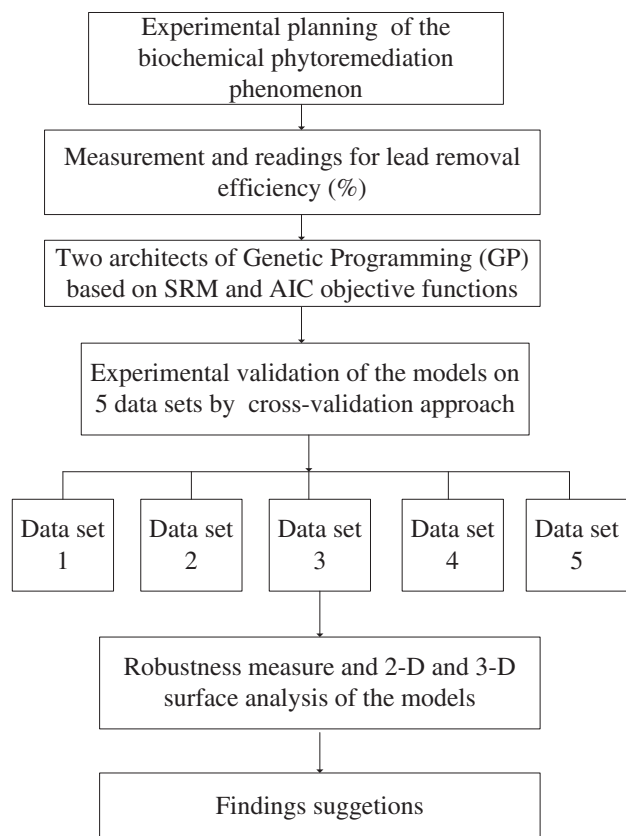 Experimental planning of the
biochemical phytoremediation
phenomenon
Measurement and readings for lead removal
efficiency (%)
Two architects of Genetic Programming (GP)
based on SRM and AIC objective functions
Experimental validation of the models on
5 data sets by cross-validation approach
Data set
1
Data set
2
Data set
3
Data set
4
Data set
5
Robustness measure and 2-D and 3-D
surface analysis of the models
Findings suggetions